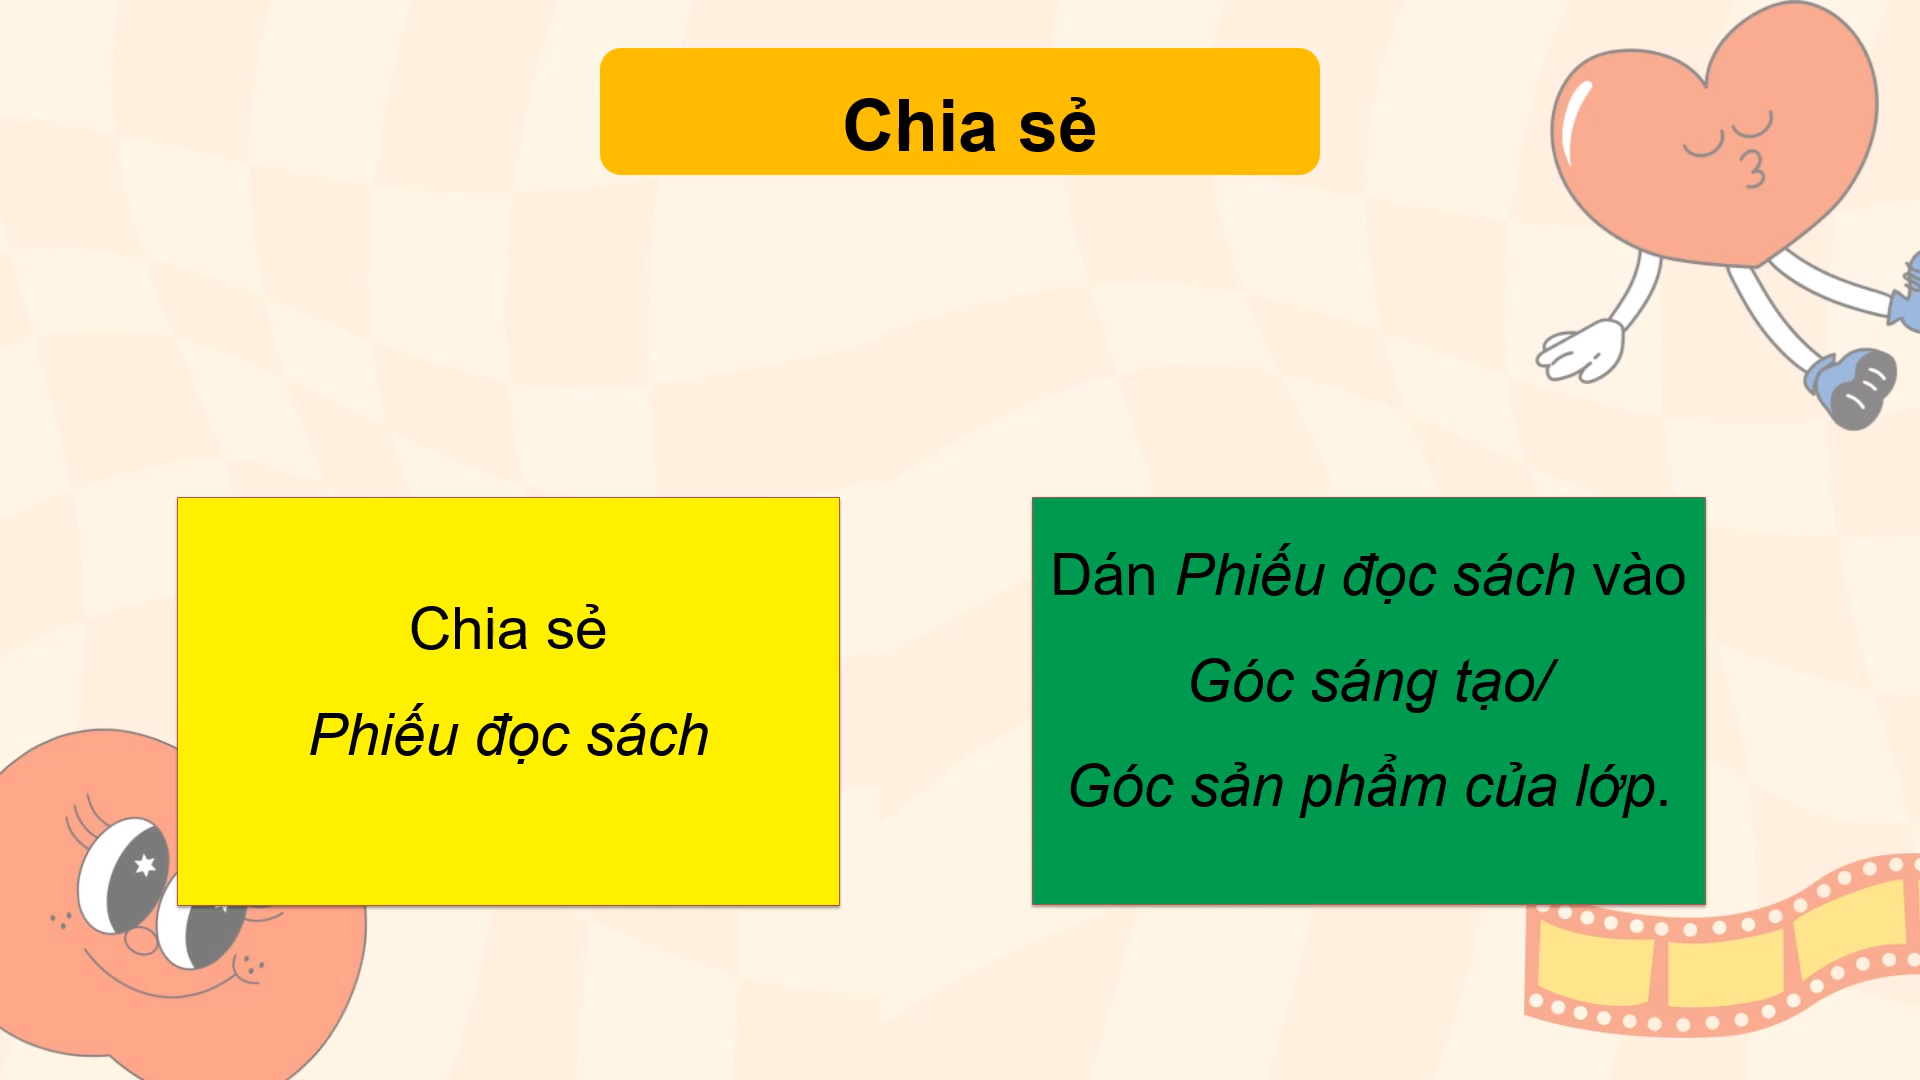 Chia sẻ
Chia sẻ
Phiếu đọc sách
Dán Phiếu đọc sách vào
Góc sáng tạo/
Góc sản phẩm của lớp.